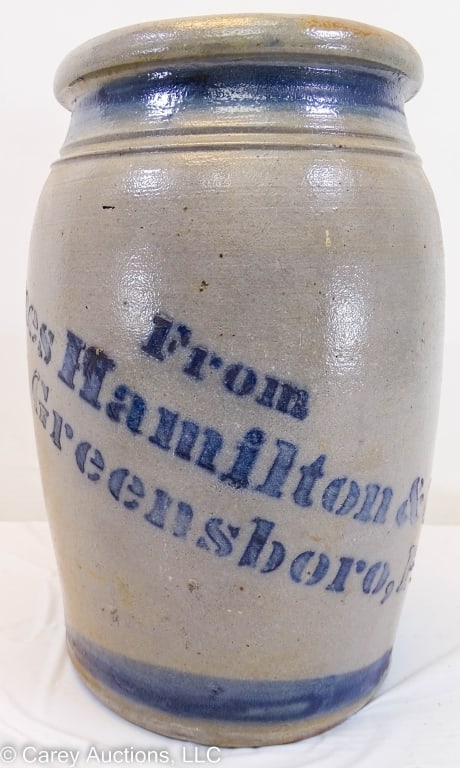 From
es Hamilton &
Greensboro,
© Carey Auctions, LLC